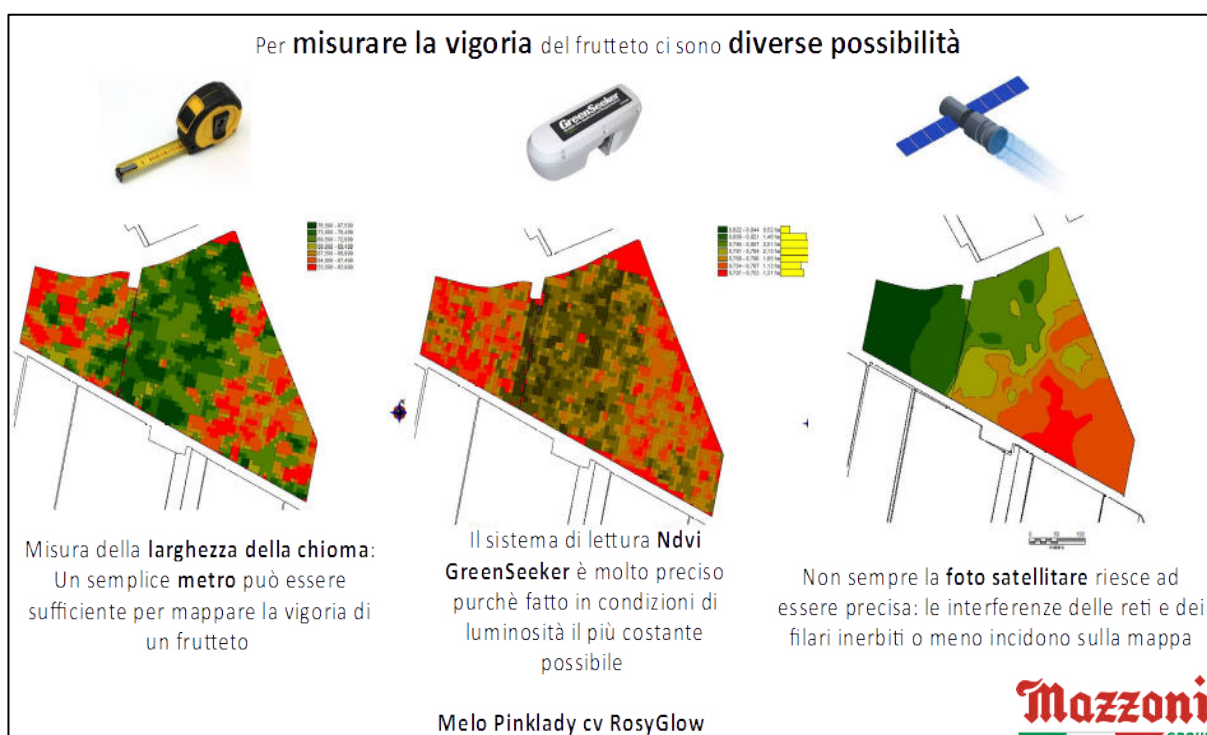 Per misurare la vigoria del frutteto ci sono diverse possibilità
GreenSeeker
Misura della larghezza della chioma:
Un semplice metro può essere
sufficiente per mappare la vigoria di
un frutteto
Il sistema di lettura Ndvi
GreenSeeker è molto preciso
purchè fatto in condizioni di
luminosità il più costante
possibile
Non sempre la foto satellitare riesce ad
essere precisa: le interferenze delle reti e dei
filari inerbiti o meno incidono sulla mappa
Melo Pinklady cv RosyGlow
Mazzoni
GROUP